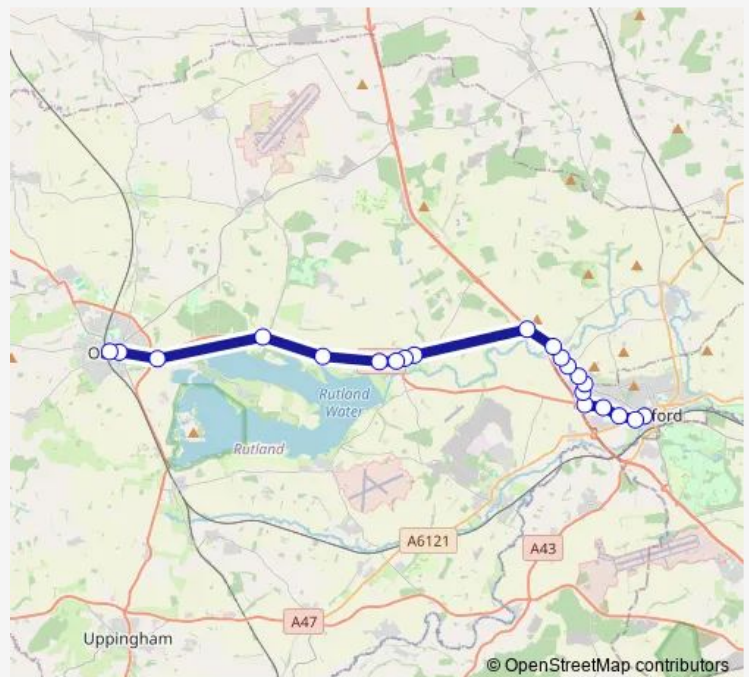 O
Rutland
Water
Rutland
ford
A6121
A43
A47
Uppingham
© OpenStreetMap contributors